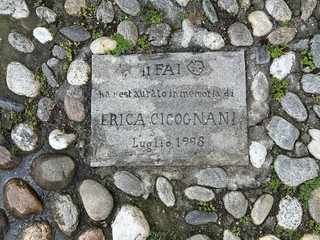 il FAI
ha restaurato in memoria di
ERICA CICOGNANI
Luglio 1998